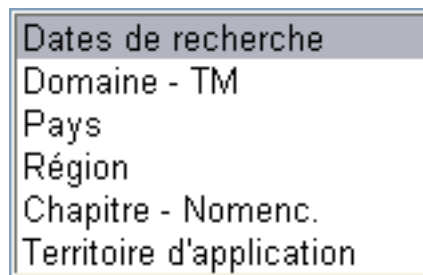 Dates de recherche
Domaine - TM
Pays
Région
Chapitre - Nomenc.
Territoire d'application